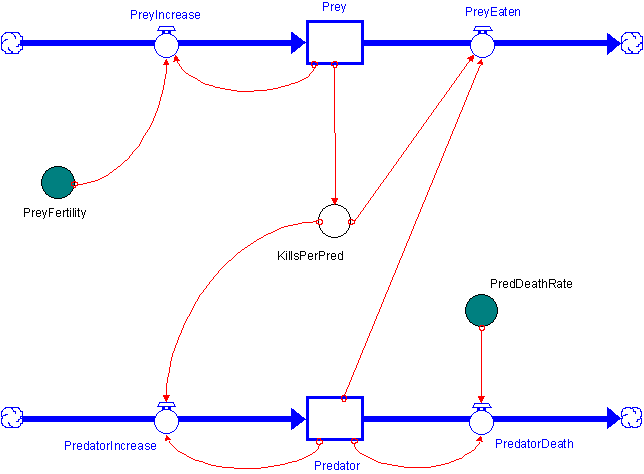 PreyIncrease
Prey
PreyEaten
PreyFertility
KillsPerPred
PredDeathRate
PredatorIncrease
Predator
PredatorDeath